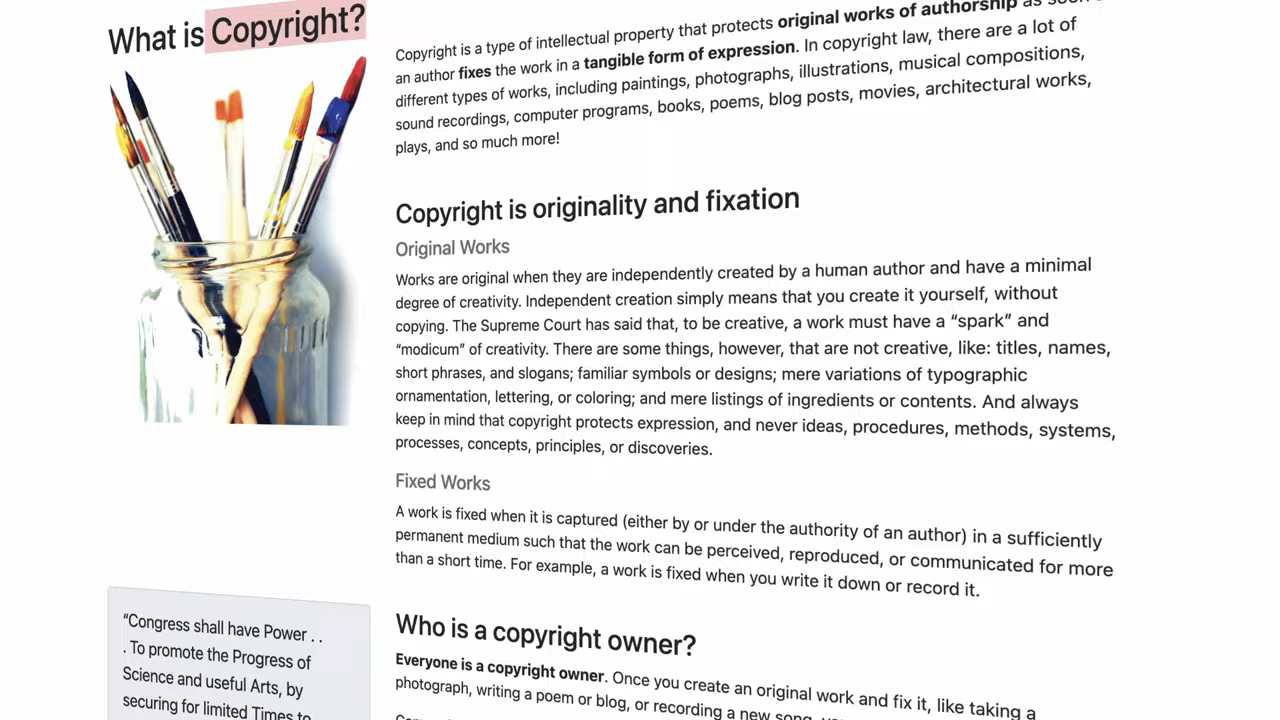 What is Copyright?
Copyright is a type of intellectual property that protects original works of authorship as soon
an author fixes the work in a tangible form of expression. In copyright law, there are a lot of
different types of works, including paintings, photographs, illustrations, musical compositions,
sound recordings, computer programs, books, poems, blog posts, movies, architectural works,
plays, and so much more!
Copyright is originality and fixation
Original Works
Works are original when they are independently created by a human author and have a minimal
degree of creativity. Independent creation simply means that you create it yourself, without
copying. The Supreme Court has said that, to be creative, a work must have a “spark” and
“modicum” of creativity. There are some things, however, that are not creative, like: titles, names,
short phrases, and slogans; familiar symbols or designs; mere variations of typographic
ornamentation, lettering, or coloring; and mere listings of ingredients or contents. And always
keep in mind that copyright protects expression, and never ideas, procedures, methods, systems,
processes, concepts, principles, or discoveries.
Fixed Works
A work is fixed when it is captured (either by or under the authority of an author) in a sufficiently
permanent medium such that the work can be perceived, reproduced, or communicated for more
than a short time. For example, a work is fixed when you write it down or record it.
“Congress shall have Power . .
. To promote the Progress of
Science and useful Arts, by
securing for limited Times to
Who is a copyright owner?
Everyone is a copyright owner. Once you create an original work and fix it, like taking a
photograph, writing a poem or blog, or recording a new song,